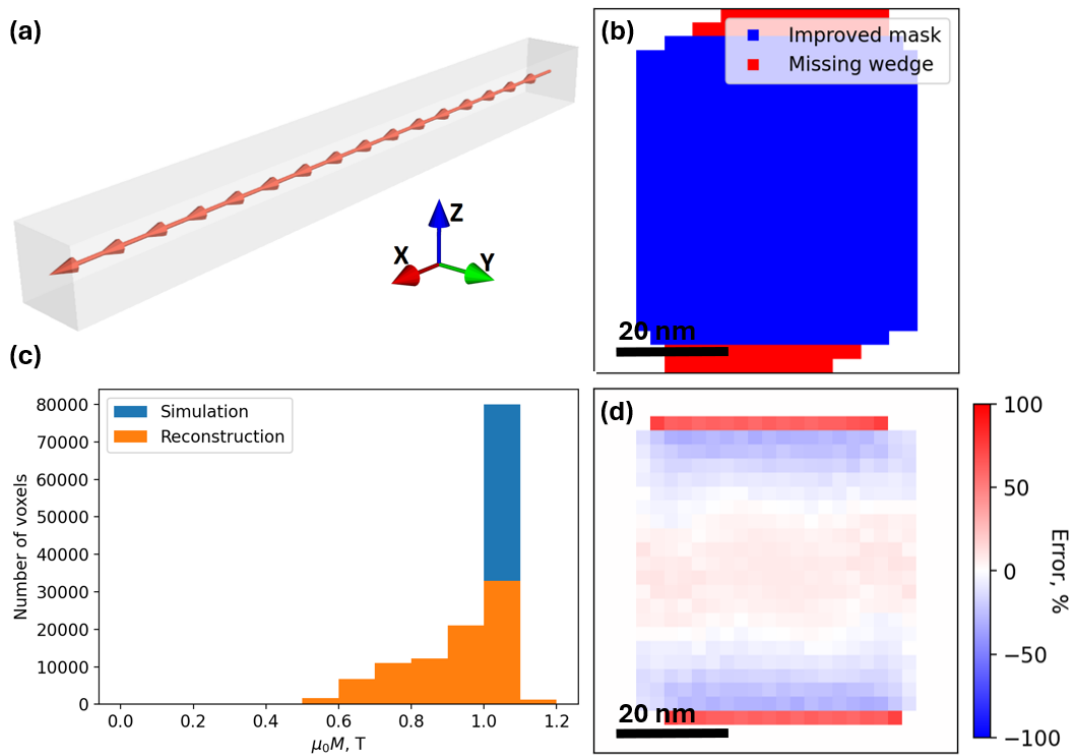 (a)
Z
X
Y
(b)
Improved mask
Missing wedge
20 nm
(c)
80000
70000
60000
50000
40000
30000
20000
10000
0
Number of voxels
Simulation
Reconstruction
0.0 0.2 0.4 0.6 0.8 1.0 1.2
μ₀M, T
(d)
20 nm
100
50
0
−50
−100
Error, %